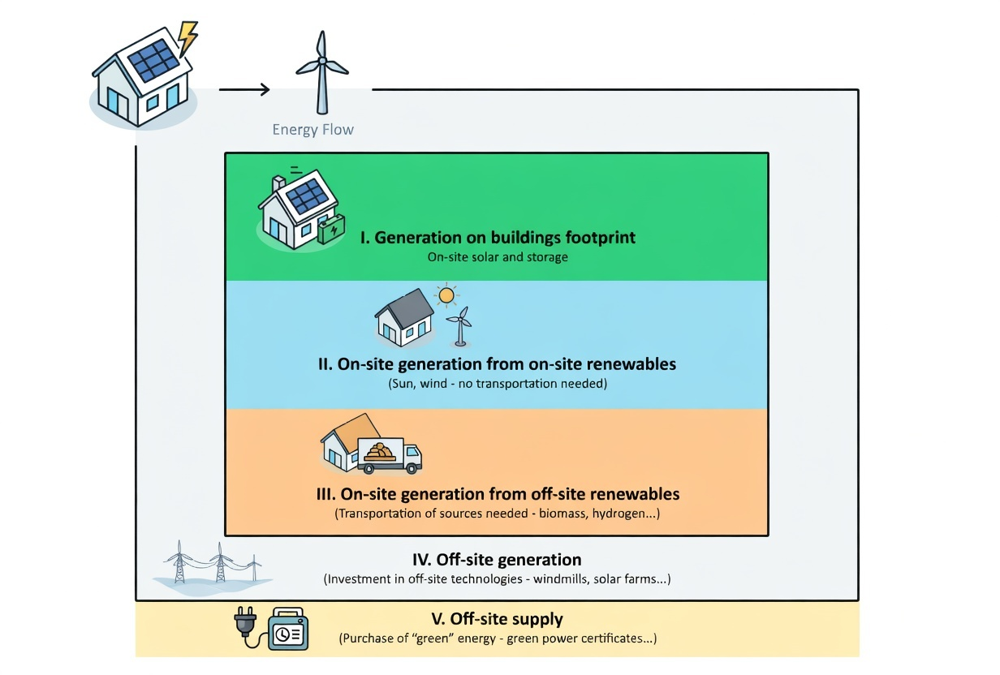 Energy Flow
I. Generation on buildings footprint
On-site solar and storage
II. On-site generation from on-site renewables
(Sun, wind - no transportation needed)
III. On-site generation from off-site renewables
(Transportation of sources needed - biomass, hydrogen...)
IV. Off-site generation
(Investment in off-site technologies - windmills, solar farms...)
V. Off-site supply
(Purchase of “green” energy - green power certificates...)